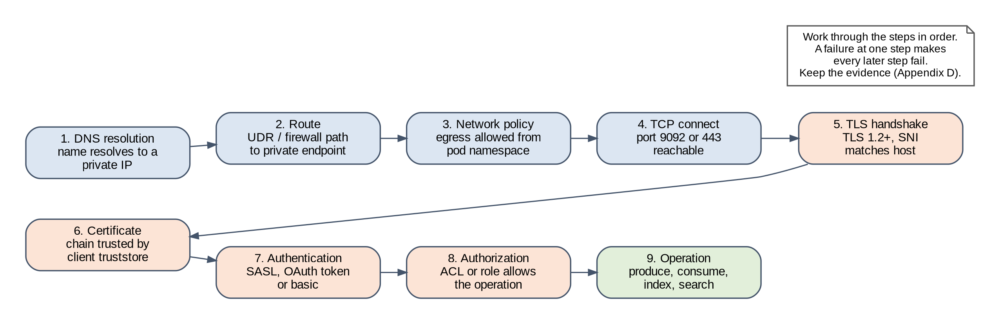 Work through the steps in order.
A failure at one step makes
every later step fail.
Keep the evidence (Appendix D).
1. DNS resolution
name resolves to a
private IP
2. Route
UDR / firewall path
to private endpoint
3. Network policy
egress allowed from
pod namespace
4. TCP connect
port 9092 or 443
reachable
5. TLS handshake
TLS 1.2+, SNI
matches host
6. Certificate
chain trusted by
client truststore
7. Authentication
SASL, OAuth token
or basic
8. Authorization
ACL or role allows
the operation
9. Operation
produce, consume,
index, search